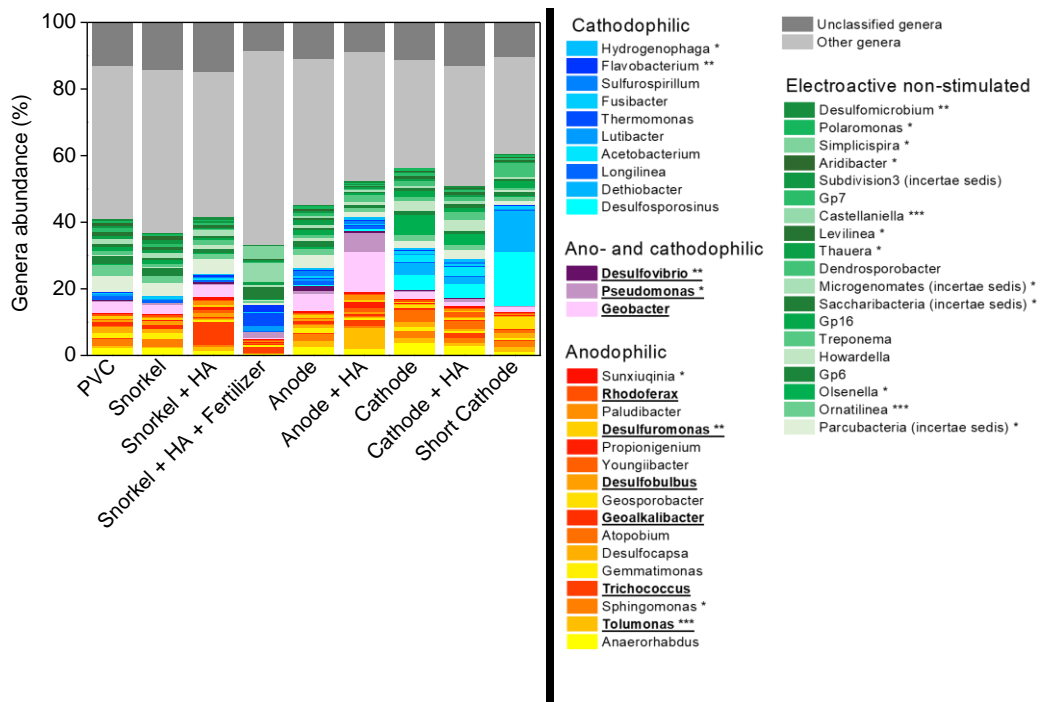 100
80
60
40
20
0
Genera abundance (%)
PVC
Snorkel
Snorkel + HA
Snorkel + HA + Fertilizer
Anode
Anode + HA
Cathode
Cathode + HA
Short Cathode
Cathodophilic
Hydrogenophaga *
Flavobacterium **
Sulfurospirillum
Fusibacter
Thermomonas
Lutibacter
Acetobacterium
Longilinea
Dethiobacter
Desulfosporosinus
Ano- and cathodophilic
Desulfovibrio **
Pseudomonas *
Geobacter
Anodophilic
Sunxiuqinia *
Rhodoferax
Paludibacter
Desulfuromonas **
Propionigenium
Youngiibacter
Desulfobulbus
Geosporobacter
Geoalkalibacter
Atopobium
Desulfocapsa
Gemmatimonas
Trichococcus
Sphingomonas *
Tolumonas ***
Anaerorhabdus
Unclassified genera
Other genera
Electroactive non-stimulated
Desulfomicrobium **
Polaromonas *
Simplicispira *
Aridibacter *
Subdivision3 (incertae sedis)
Gp7
Castellaniella ***
Levilinea *
Thauera *
Dendrosporobacter
Microgenomates (incertae sedis) *
Saccharibacteria (incertae sedis) *
Gp16
Treponema
Howardella
Gp6
Olsenella *
Ornatilinea ***
Parcubacteria (incertae sedis) *